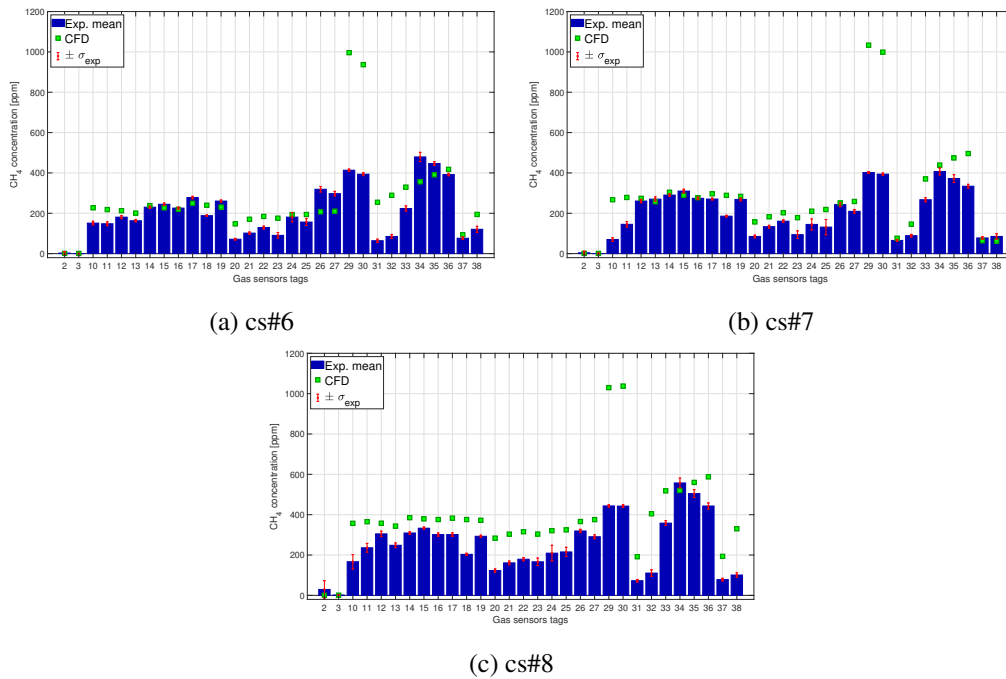 1200
1000
800
600
400
200
0
CH4 concentration [ppm]
Exp. mean
CFD
± σexp
2 3 10 11 12 13 14 15 16 17 18 19 20 21 22 23 24 25 26 27 29 30 31 32 33 34 35 36 37 38
Gas sensors tags
(a) cs#6
1200
1000
800
600
400
200
0
CH4 concentration [ppm]
Exp. mean
CFD
± σexp
2 3 10 11 12 13 14 15 16 17 18 19 20 21 22 23 24 25 26 27 29 30 31 32 33 34 35 36 37 38
Gas sensors tags
(b) cs#7
1200
1000
800
600
400
200
0
CH4 concentration [ppm]
Exp. mean
CFD
± σexp
2 3 10 11 12 13 14 15 16 17 18 19 20 21 22 23 24 25 26 27 29 30 31 32 33 34 35 36 37 38
Gas sensors tags
(c) cs#8